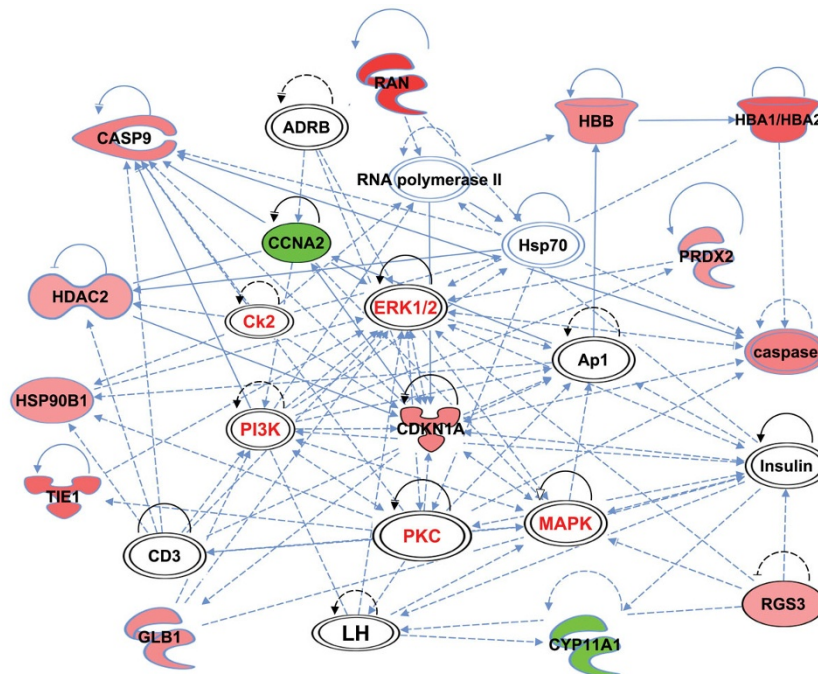 RAN
ADRB
HBB
HBA1/HBA2
CASP9
RNA polymerase II
CCNA2
Hsp70
PRDX2
HDAC2
Ck2
ERK1/2
Ap1
caspase
HSP90B1
PI3K
CDKN1A
Insulin
TIE1
CD3
PKC
MAPK
RGS3
GLB1
LH
CYP11A1